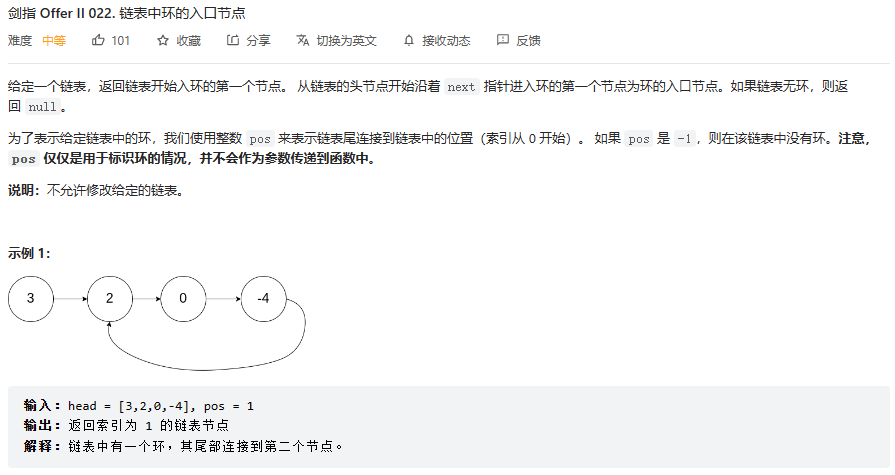 剑指 Offer II 022. 链表中环的入口节点
难度 中等 101 收藏 分享 切换为英文 接收动态 反馈
给定一个链表，返回链表开始入环的第一个节点。 从链表的头节点开始沿着 next 指针进入环的第一个节点为环的入口节点。如果链表无环，则返
回 null。
为了表示给定链表中的环，我们使用整数 pos 来表示链表尾连接到链表中的位置（索引从 0 开始）。 如果 pos 是 -1，则在该链表中没有环。注意，
pos 仅仅是用于标识环的情况，并不会作为参数传递到函数中。
说明：不允许修改给定的链表。
示例 1：
3 2 0 -4
输入：head = [3,2,0,-4], pos = 1
输出：返回索引为 1 的链表节点
解释：链表中有一个环，其尾部连接到第二个节点。